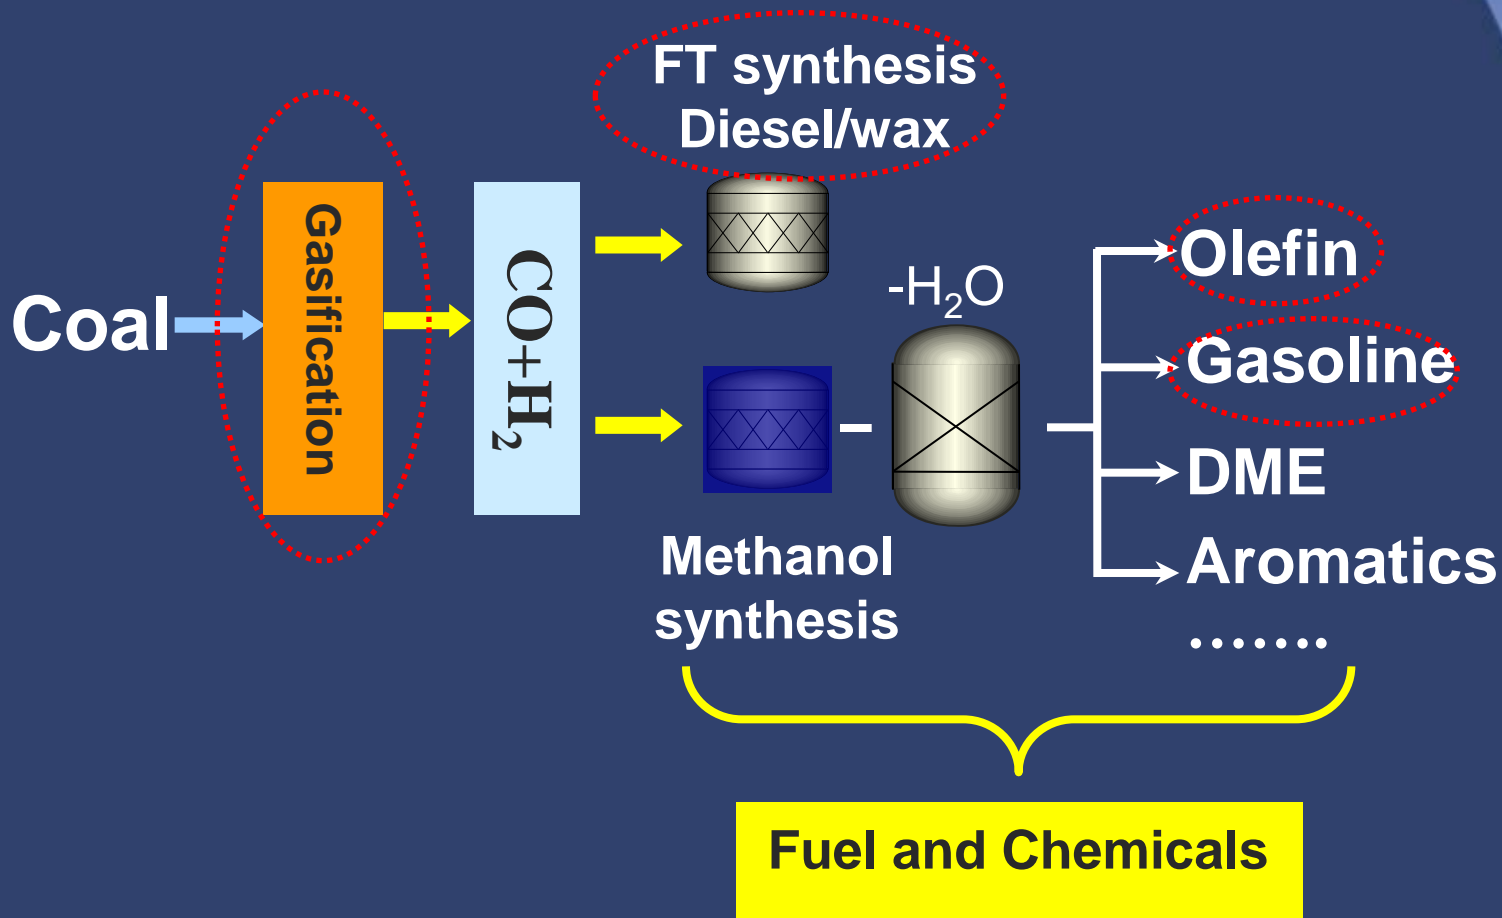 FT synthesis
Diesel/wax
Coal
Gasification
CO+H₂
-H₂O
Methanol
synthesis
Olefin
Gasoline
DME
Aromatics
.......
Fuel and Chemicals